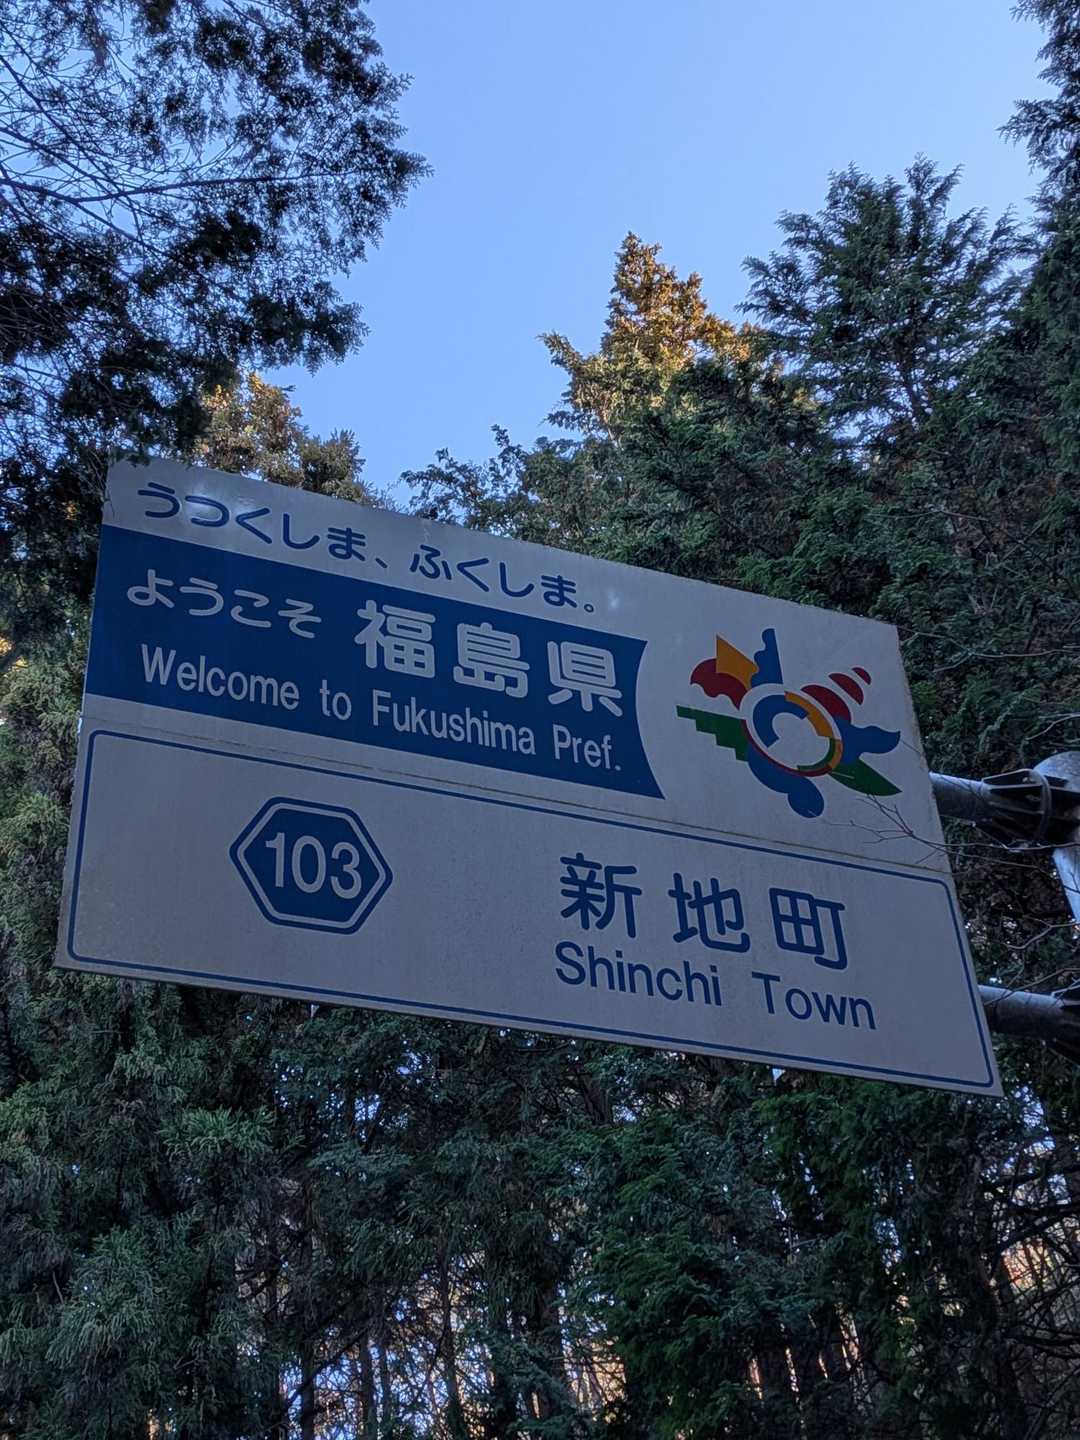 うつくしま、ふくしま。
ようこそ 福島県
Welcome to Fukushima Pref.
103
新地町
Shinchi Town